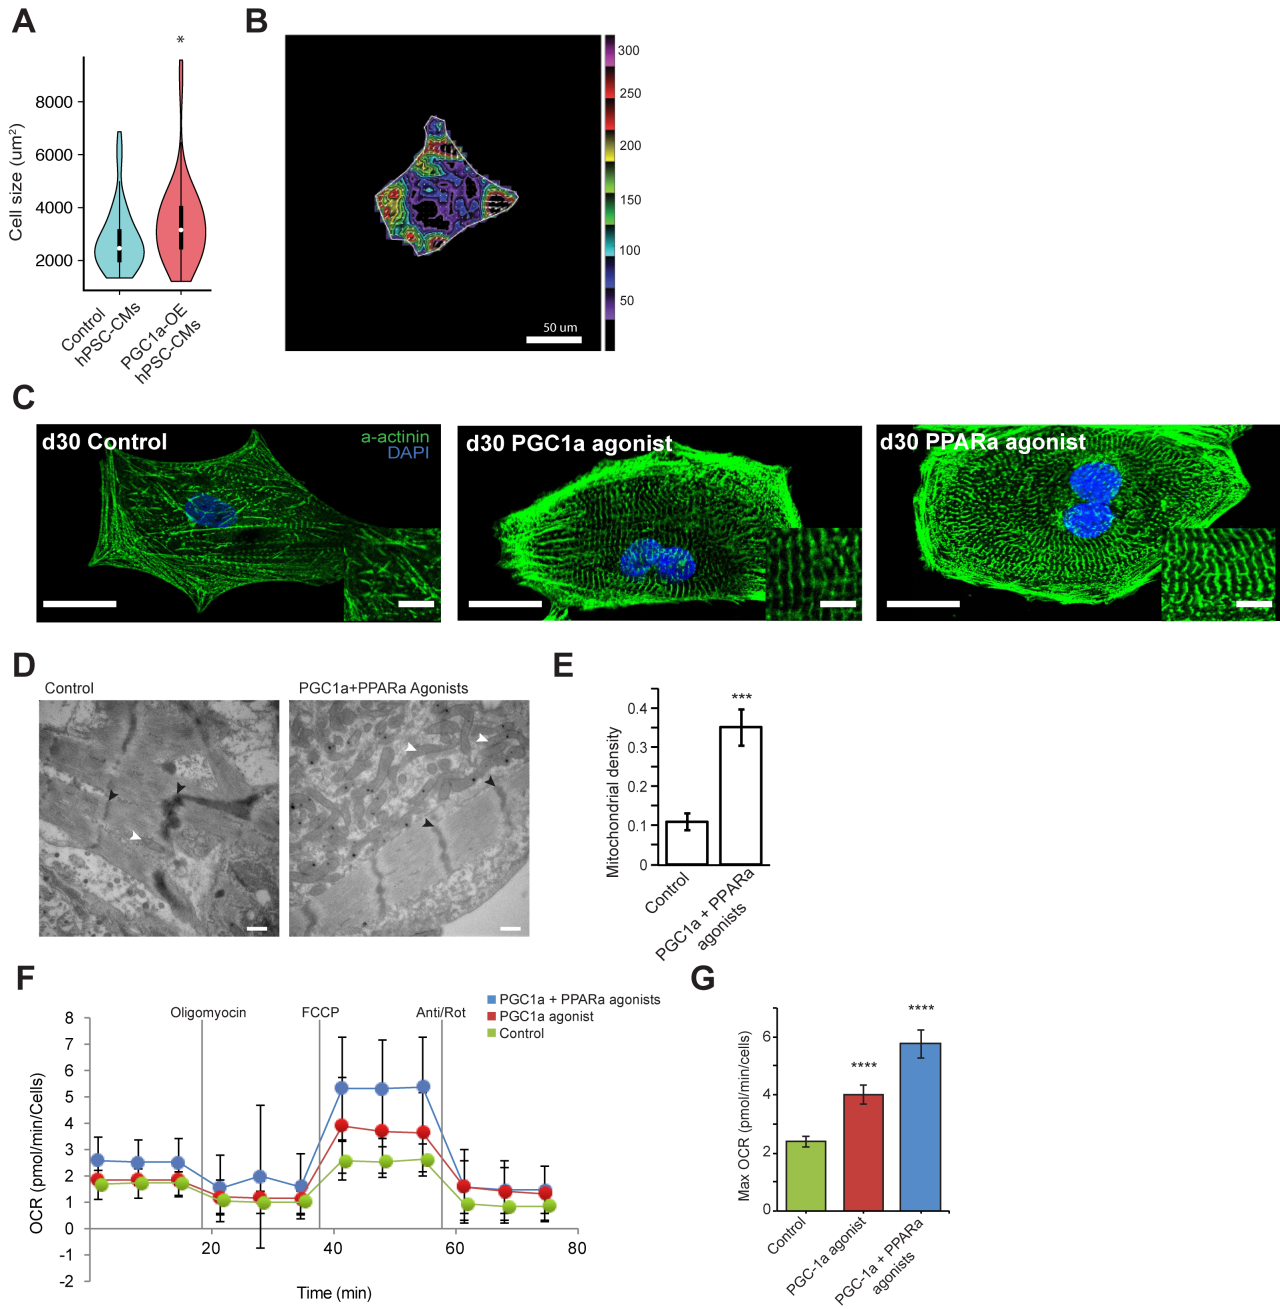 A
*
Cell size (um²)
8000
6000
4000
2000
Control
hPSC-CMs
PGC1a-OE
hPSC-CMs
B
300
250
200
150
100
50
50 um
C
d30 Control
a-actinin
DAPI
d30 PGC1a agonist
d30 PPARa agonist
D
Control
PGC1a+PPARa Agonists
E
***
Mitochondrial density
0.4
0.3
0.2
0.1
0
Control
PGC1a + PPARa
agonists
F
PGC1a + PPARa agonists
PGC1a agonist
Control
Oligomyocin
FCCP
Anti/Rot
OCR (pmol/min/Cells)
8
7
6
5
4
3
2
1
0
-1
-2
20
40
60
80
Time (min)
G
****
****
Max OCR (pmol/min/cells)
6
4
2
0
Control
PGC-1a agonist
PGC-1a + PPARa
agonists